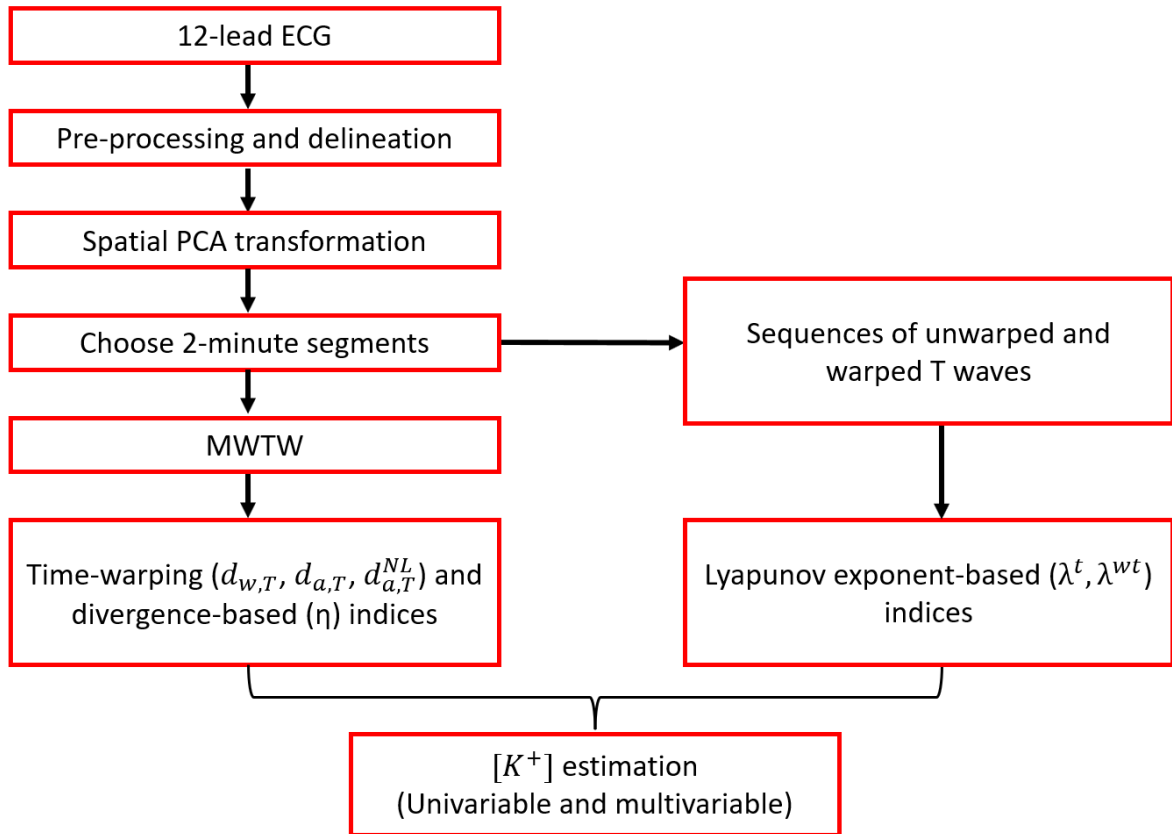 12-lead ECG
Pre-processing and delineation
Spatial PCA transformation
Choose 2-minute segments
MWTW
Time-warping (d_{w,T}, d_{a,T}, d_{a,T}^{NL}) and
divergence-based (η) indices
Sequences of unwarped and
warped T waves
Lyapunov exponent-based (λ^t, λ^{wt})
indices
[K^+] estimation
(Univariable and multivariable)